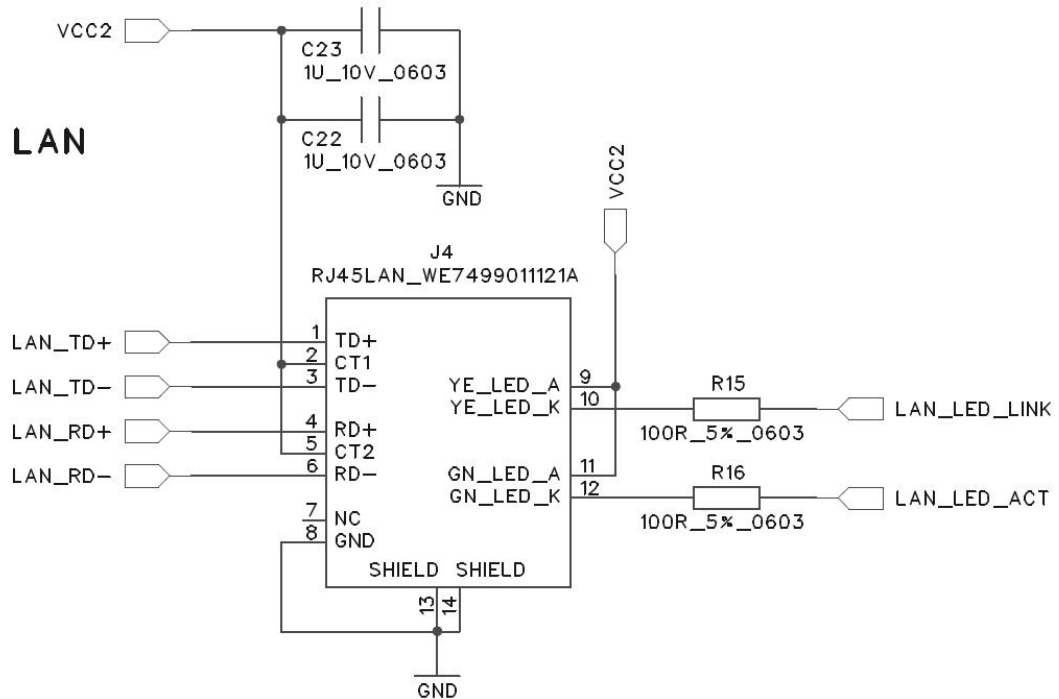 VCC2
C23
1U_10V_0603
LAN
C22
1U_10V_0603
GND
VCC2
J4
RJ45LAN_WE7499011121A
LAN_TD+
1 TD+
2 CT1
LAN_TD-
3 TD-
YE_LED_A 9
R15
YE_LED_K 10
LAN_LED_LINK
100R_5%_0603
LAN_RD+
4 RD+
5 CT2
LAN_RD-
6 RD-
GN_LED_A 11
R16
GN_LED_K 12
LAN_LED_ACT
100R_5%_0603
7 NC
8 GND
SHIELD SHIELD
13 14
GND